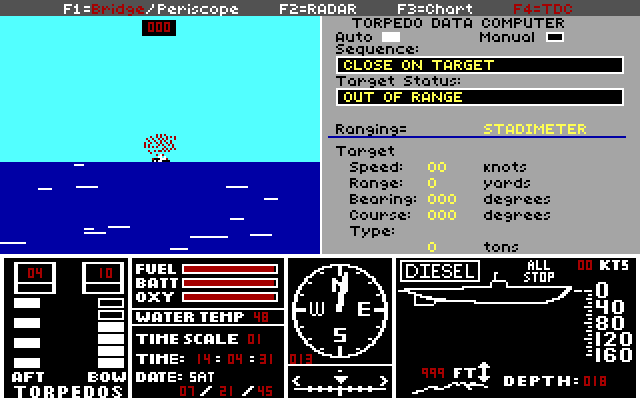 F1=Bridge/Periscope F2=RADAR F3=Chart F4=TDC
000
TORPEDO DATA COMPUTER
Auto Manual
Sequence:
CLOSE ON TARGET
Target Status:
OUT OF RANGE
Ranging= STADIMETER
Target
Speed: 00 knots
Range: 0 yards
Bearing: 000 degrees
Course: 000 degrees
Type:
0 tons
04 10
AFT BOW
TORPEDOS
FUEL
BATT
OXY
WATER TEMP 48
TIME SCALE 01
TIME: 14:04:31
DATE: SAT
07/21/45
013
N
W E
S
DIESEL ALL STOP 00 KTS
0
40
80
120
160
999 FT DEPTH:018